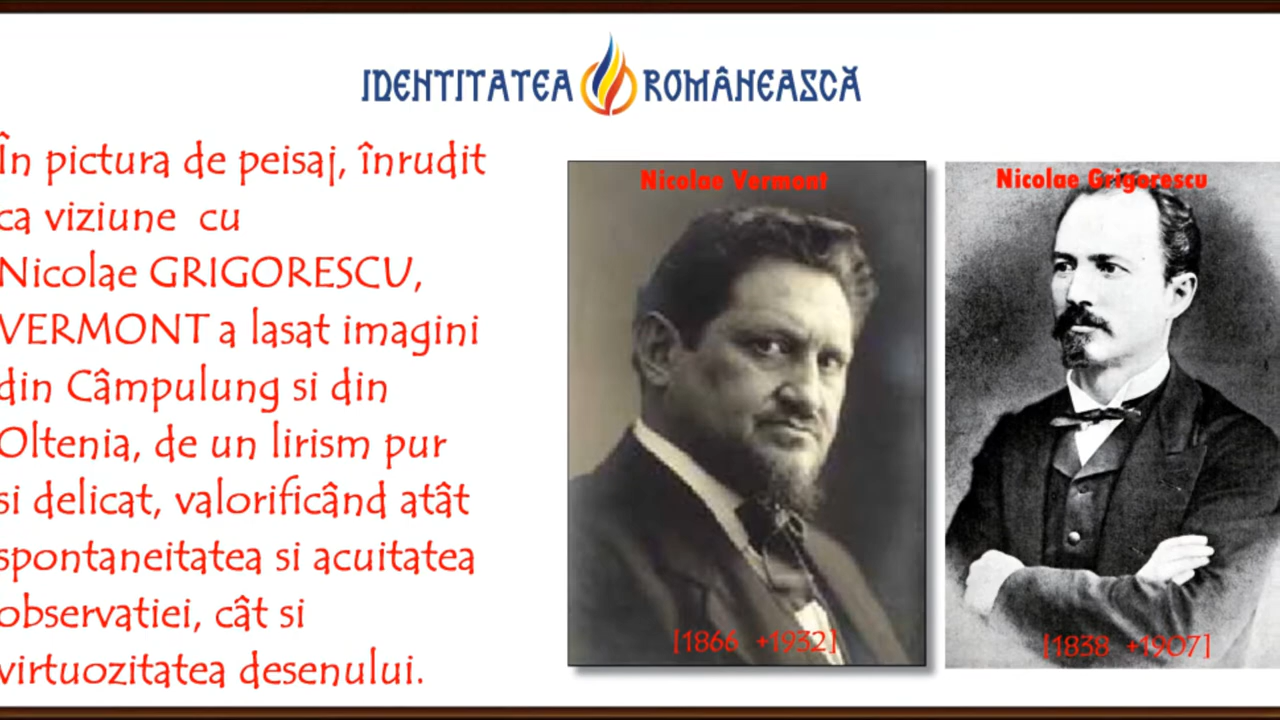 IDENTITATEA ROMÂNEASCĂ
În pictura de peisaj, înrudit
ca viziune cu
Nicolae GRIGORESCU,
VERMONT a lasat imagini
din Câmpulung si din
Oltenia, de un lirism pur
si delicat, valorificând atât
spontaneitatea si acuitatea
observatiei, cât si
virtuozitatea desenului.
Nicolae Vermont
[1866 +1932]
Nicolae Grigorescu
[1838 +1907]